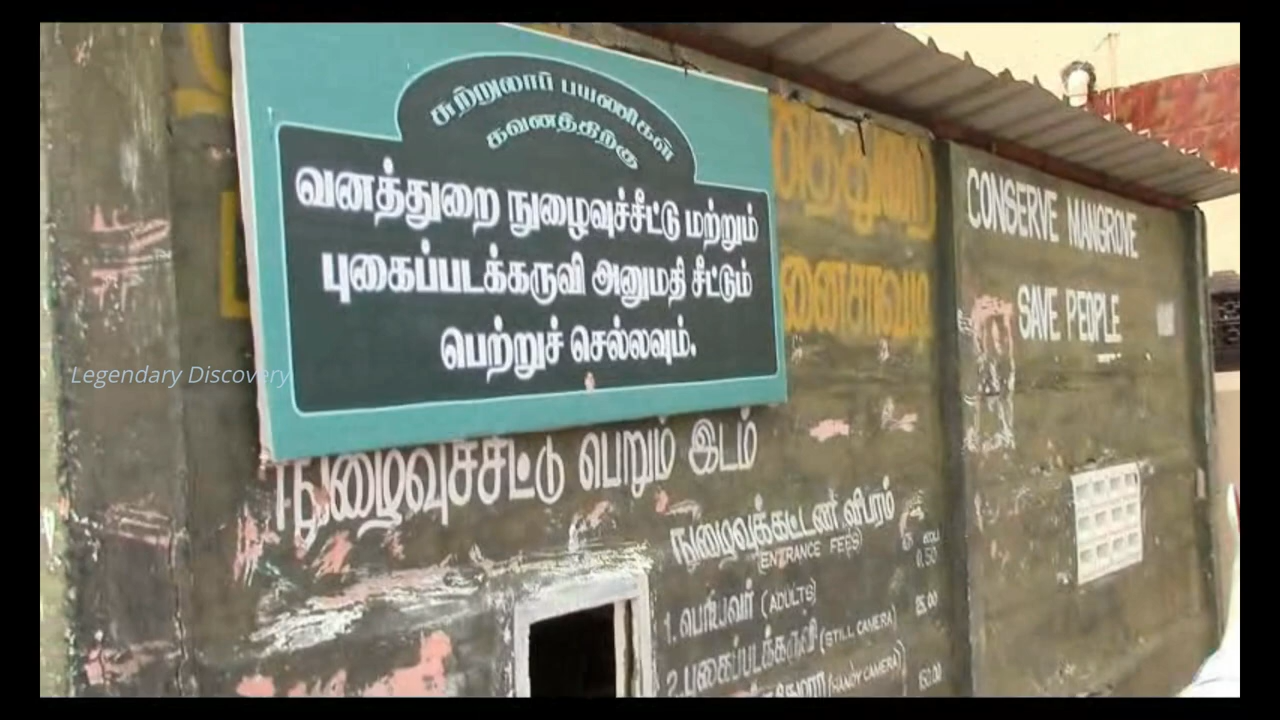 சுற்றுலாப் பயணிகள்
கவனத்திற்கு
வனத்துறை நுழைவுச்சீட்டு மற்றும்
புகைப்படக்கருவி அனுமதி சீட்டும்
பெற்றுச் செல்லவும்.
Legendary Discovery
நுழைவுச்சீட்டு பெறும் இடம்
நுழைவுக்கட்டண விபரம்
(ENTRANCE FEES)
1. பெரியவர் (ADULTS)
2. புகைப்படக்கருவி (STILL CAMERA)
(HANDY CAMERA)
CONSERVE MANGROVE
SAVE PEOPLE